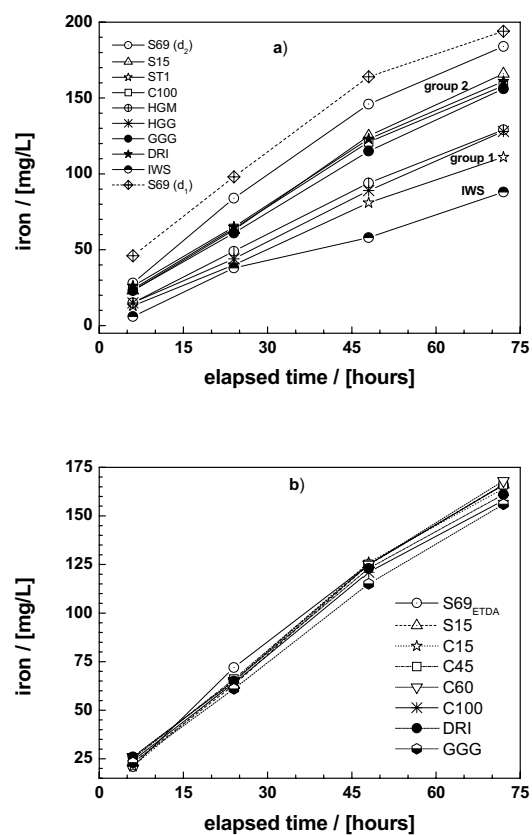 a)
S69 (d2)
S15
ST1
C100
HGM
HGG
GGG
DRI
IWS
S69 (d1)
group 2
group 1
IWS
200
150
100
50
0
iron / [mg/L]
0 15 30 45 60 75
elapsed time / [hours]
b)
175
150
125
100
75
50
25
iron / [mg/L]
S69ETDA
S15
C15
C45
C60
C100
DRI
GGG
0 15 30 45 60 75
elapsed time / [hours]